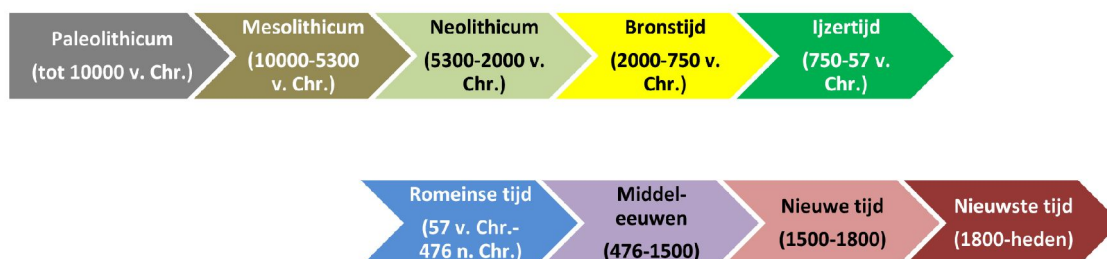 Paleolithicum
(tot 10000 v. Chr.)
Mesolithicum
(10000-5300
v. Chr.)
Neolithicum
(5300-2000 v.
Chr.)
Bronstijd
(2000-750 v.
Chr.)
Ijzertijd
(750-57 v.
Chr.)
Romeinse tijd
(57 v. Chr.-
476 n. Chr.)
Middel-
eeuwen
(476-1500)
Nieuwe tijd
(1500-1800)
Nieuwste tijd
(1800-heden)